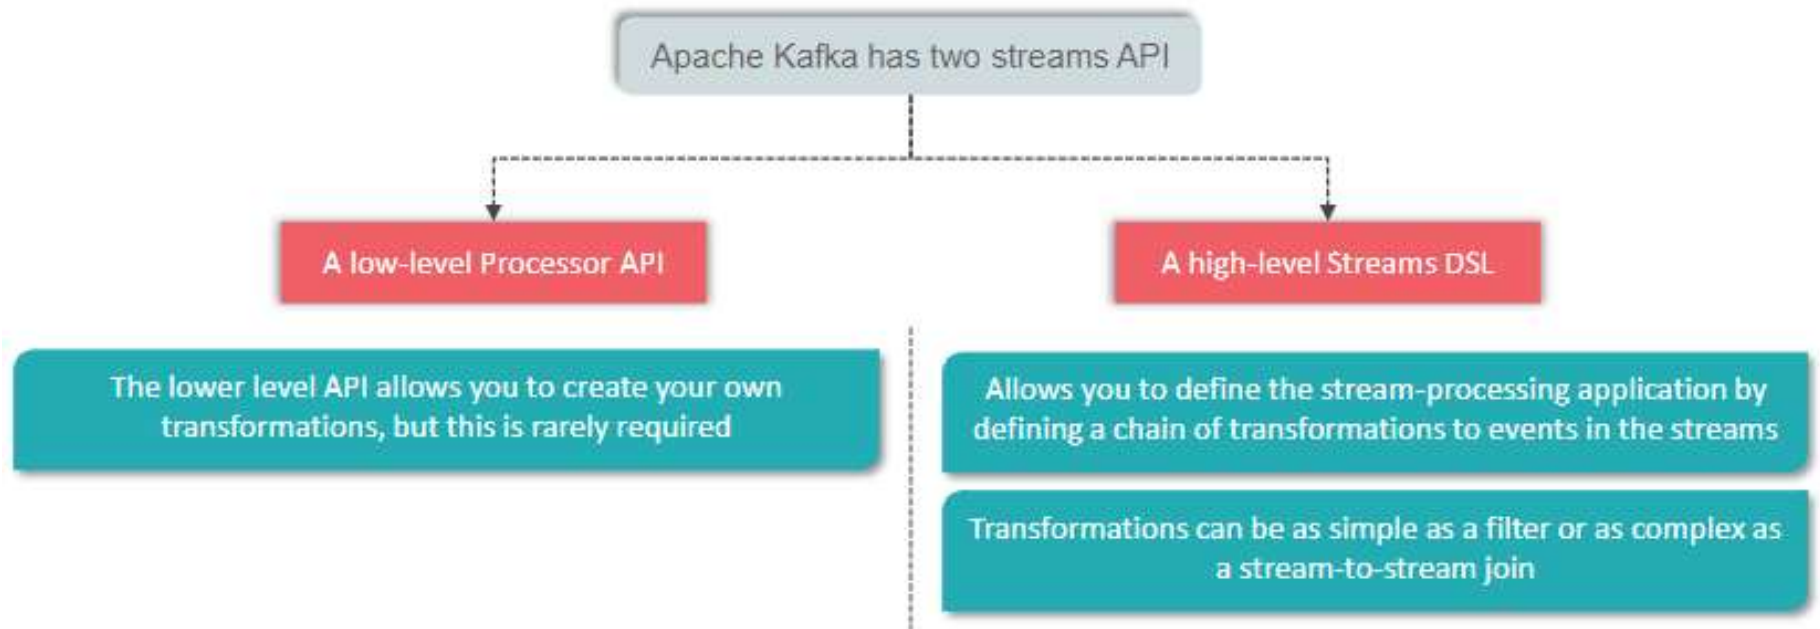 Apache Kafka has two streams API
A low-level Processor API
A high-level Streams DSL
The lower level API allows you to create your own
transformations, but this is rarely required
Allows you to define the stream-processing application by
defining a chain of transformations to events in the streams
Transformations can be as simple as a filter or as complex as
a stream-to-stream join